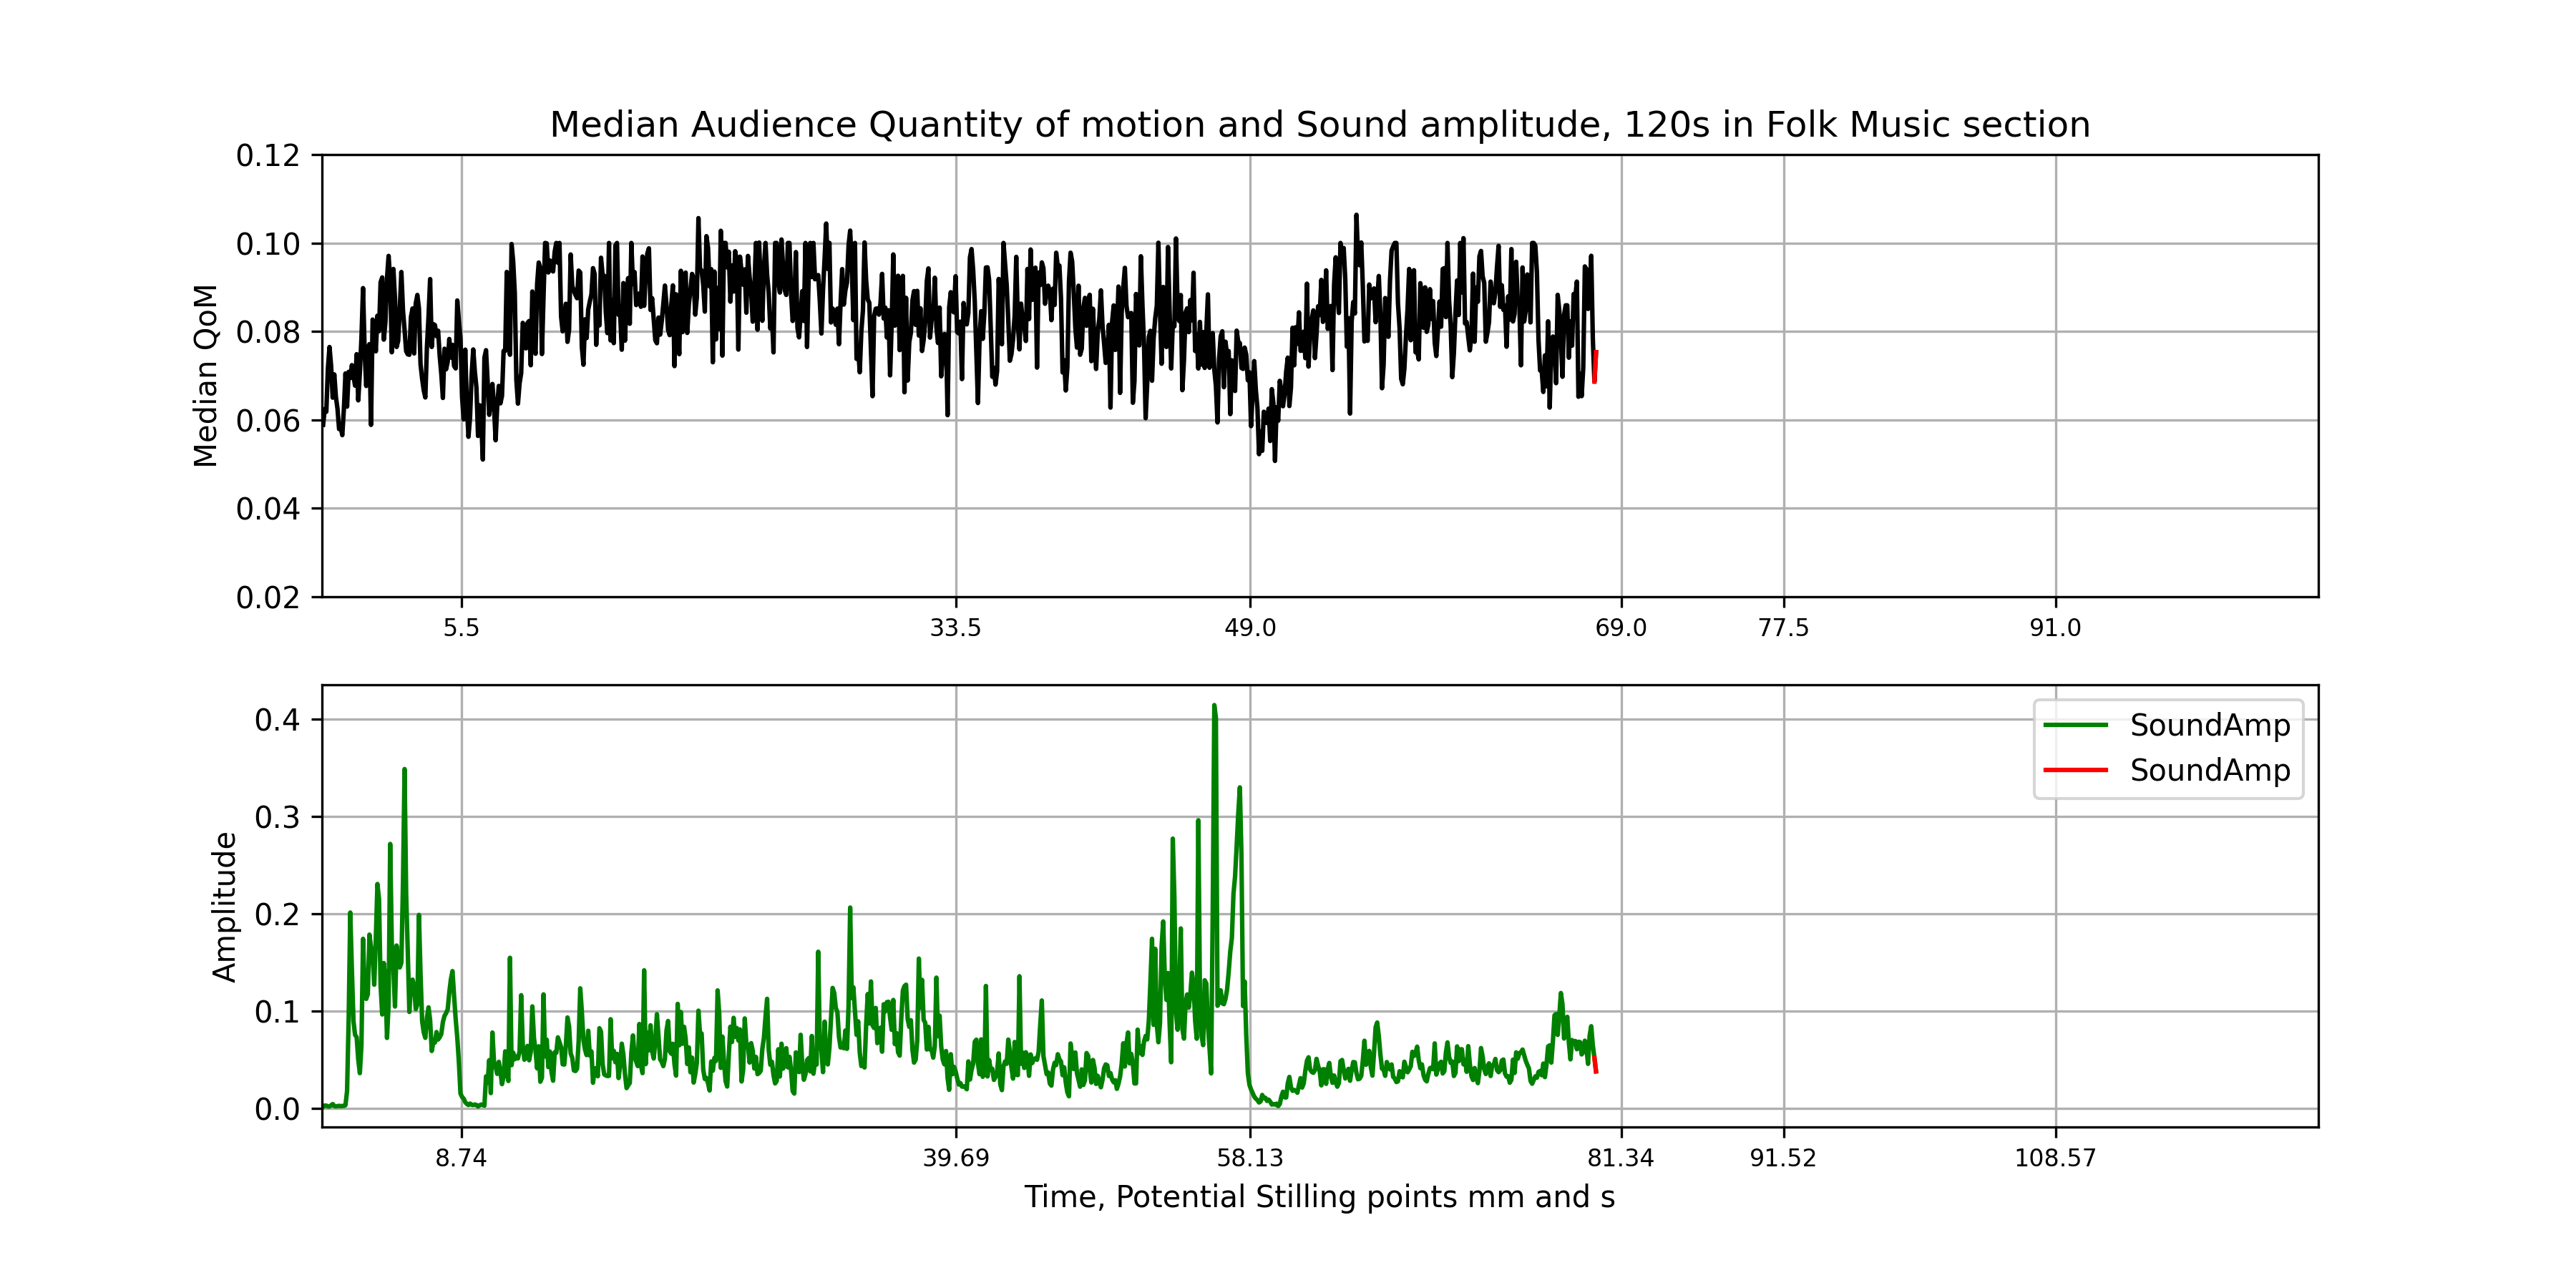 Median Audience Quantity of motion and Sound amplitude, 120s in Folk Music section
0.12
0.10
0.08
0.06
0.04
0.02
Median QoM
5.5 33.5 49.0 69.0 77.5 91.0
0.4
0.3
0.2
0.1
0.0
Amplitude
SoundAmp
SoundAmp
8.74 39.69 58.13 81.34 91.52 108.57
Time, Potential Stilling points mm and s